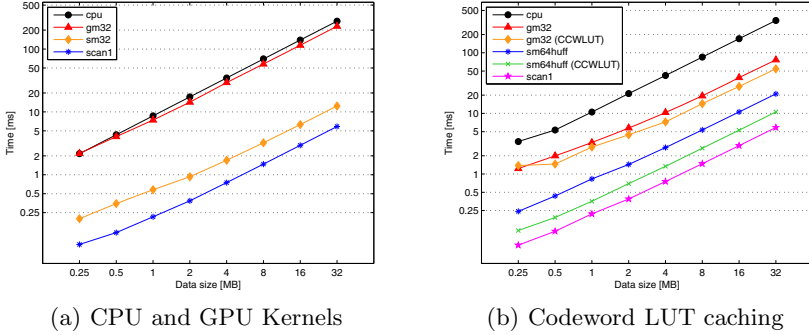 500
200
100
50
20
10
5
2
1
0.5
0.25
Time [ms]
cpu
gm32
sm32
scan1
0.25 0.5 1 2 4 8 16 32
Data size [MB]
(a) CPU and GPU Kernels
500
200
100
50
20
10
5
2
1
0.5
0.25
Time [ms]
cpu
gm32
gm32 (CCWLUT)
sm64huff
sm64huff (CCWLUT)
scan1
0.25 0.5 1 2 4 8 16 32
Data size [MB]
(b) Codeword LUT caching